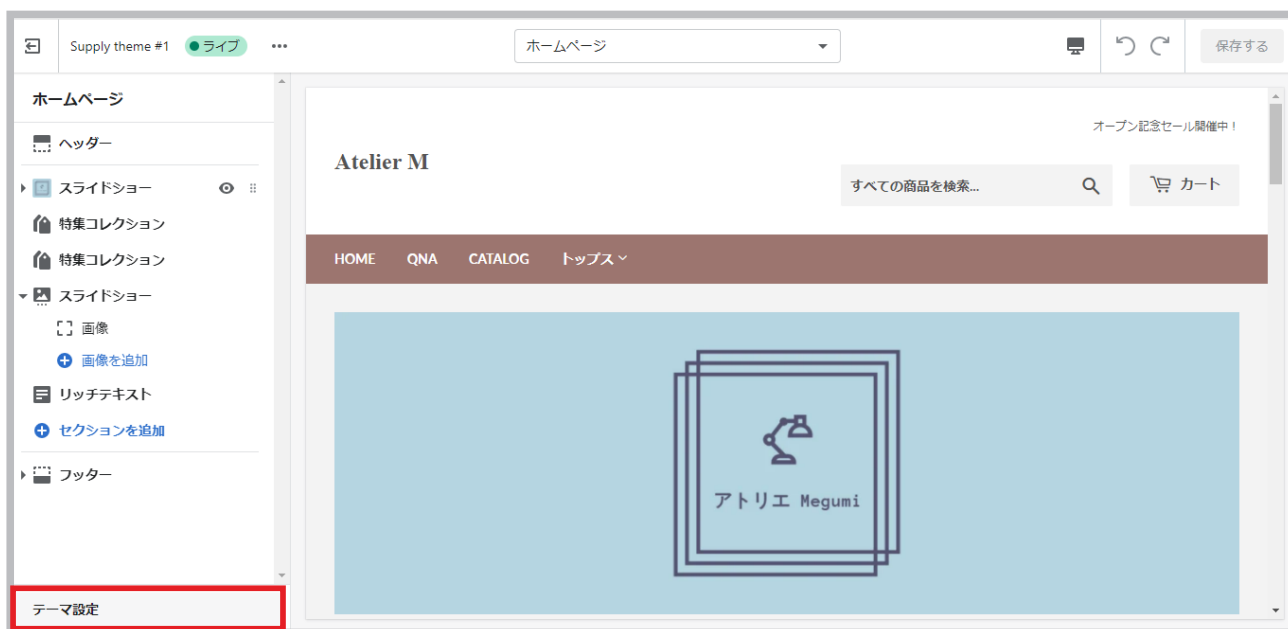 Supply theme #1 ライブ ホームページ 保存する
ホームページ
ヘッダー
スライドショー
特集コレクション
特集コレクション
スライドショー
画像
画像を追加
リッチテキスト
セクションを追加
フッター
テーマ設定
オープン記念セール開催中！
Atelier M
すべての商品を検索... カート
HOME QNA CATALOG トップス
アトリエ Megumi